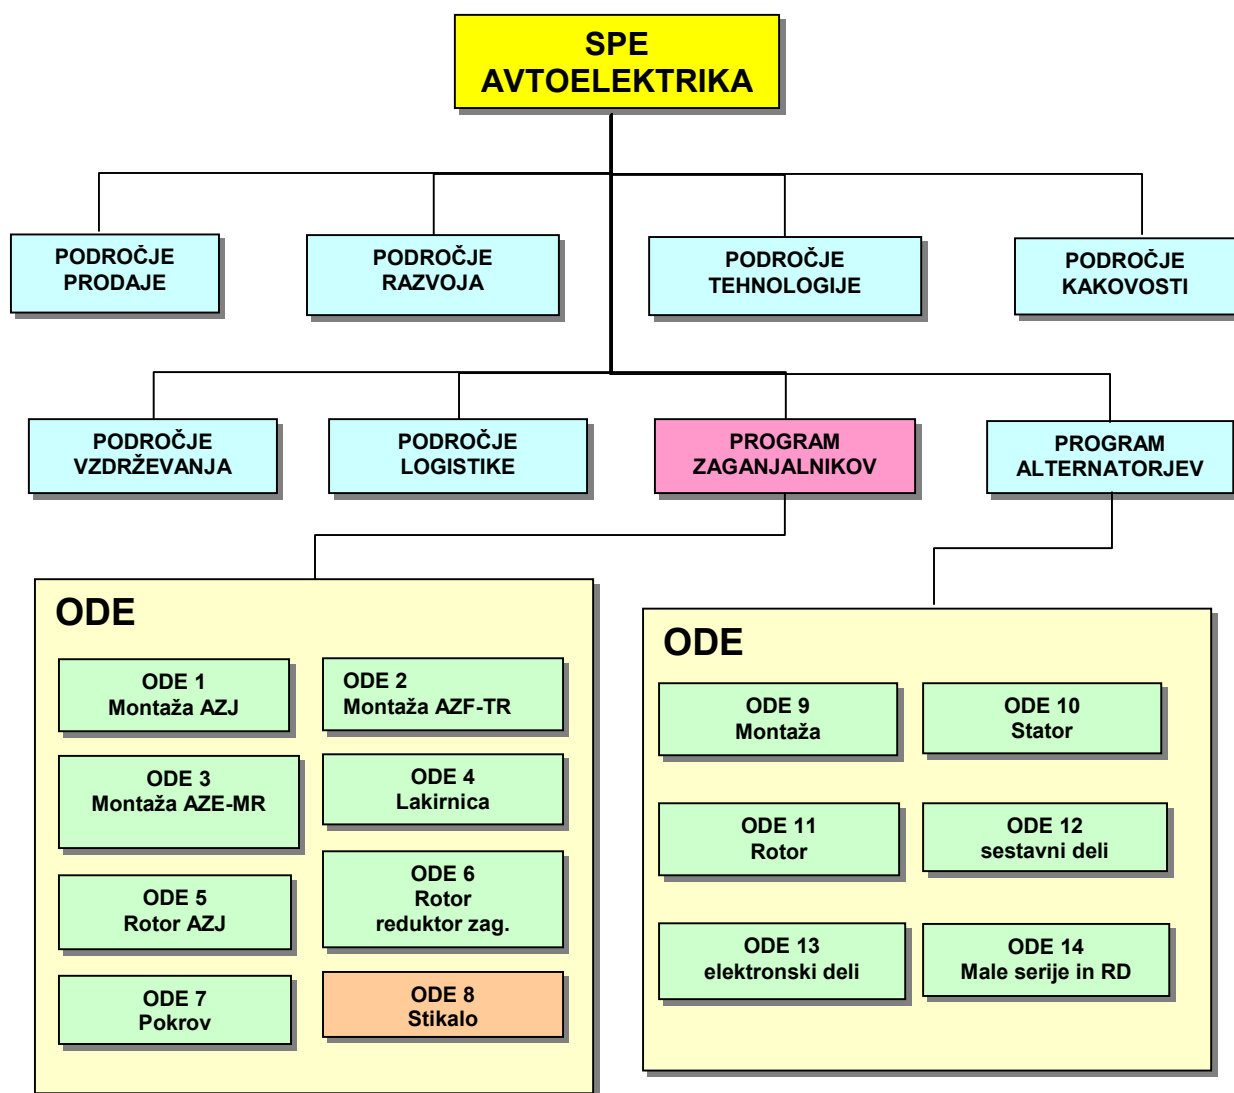 SPE
AVTOELEKTRIKA
PODROČJE
PRODAJE
PODROČJE
RAZVOJA
PODROČJE
TEHNOLOGIJE
PODROČJE
KAKOVOSTI
PODROČJE
VZDRŽEVANJA
PODROČJE
LOGISTIKE
PROGRAM
ZAGANJALNIKOV
PROGRAM
ALTERNATORJEV
ODE
ODE 1
Montaža AZJ
ODE 2
Montaža AZF-TR
ODE 3
Montaža AZE-MR
ODE 4
Lakirnica
ODE 5
Rotor AZJ
ODE 6
Rotor
reduktor zag.
ODE 7
Pokrov
ODE 8
Stikalo
ODE
ODE 9
Montaža
ODE 10
Stator
ODE 11
Rotor
ODE 12
sestavni deli
ODE 13
elektronski deli
ODE 14
Male serije in RD